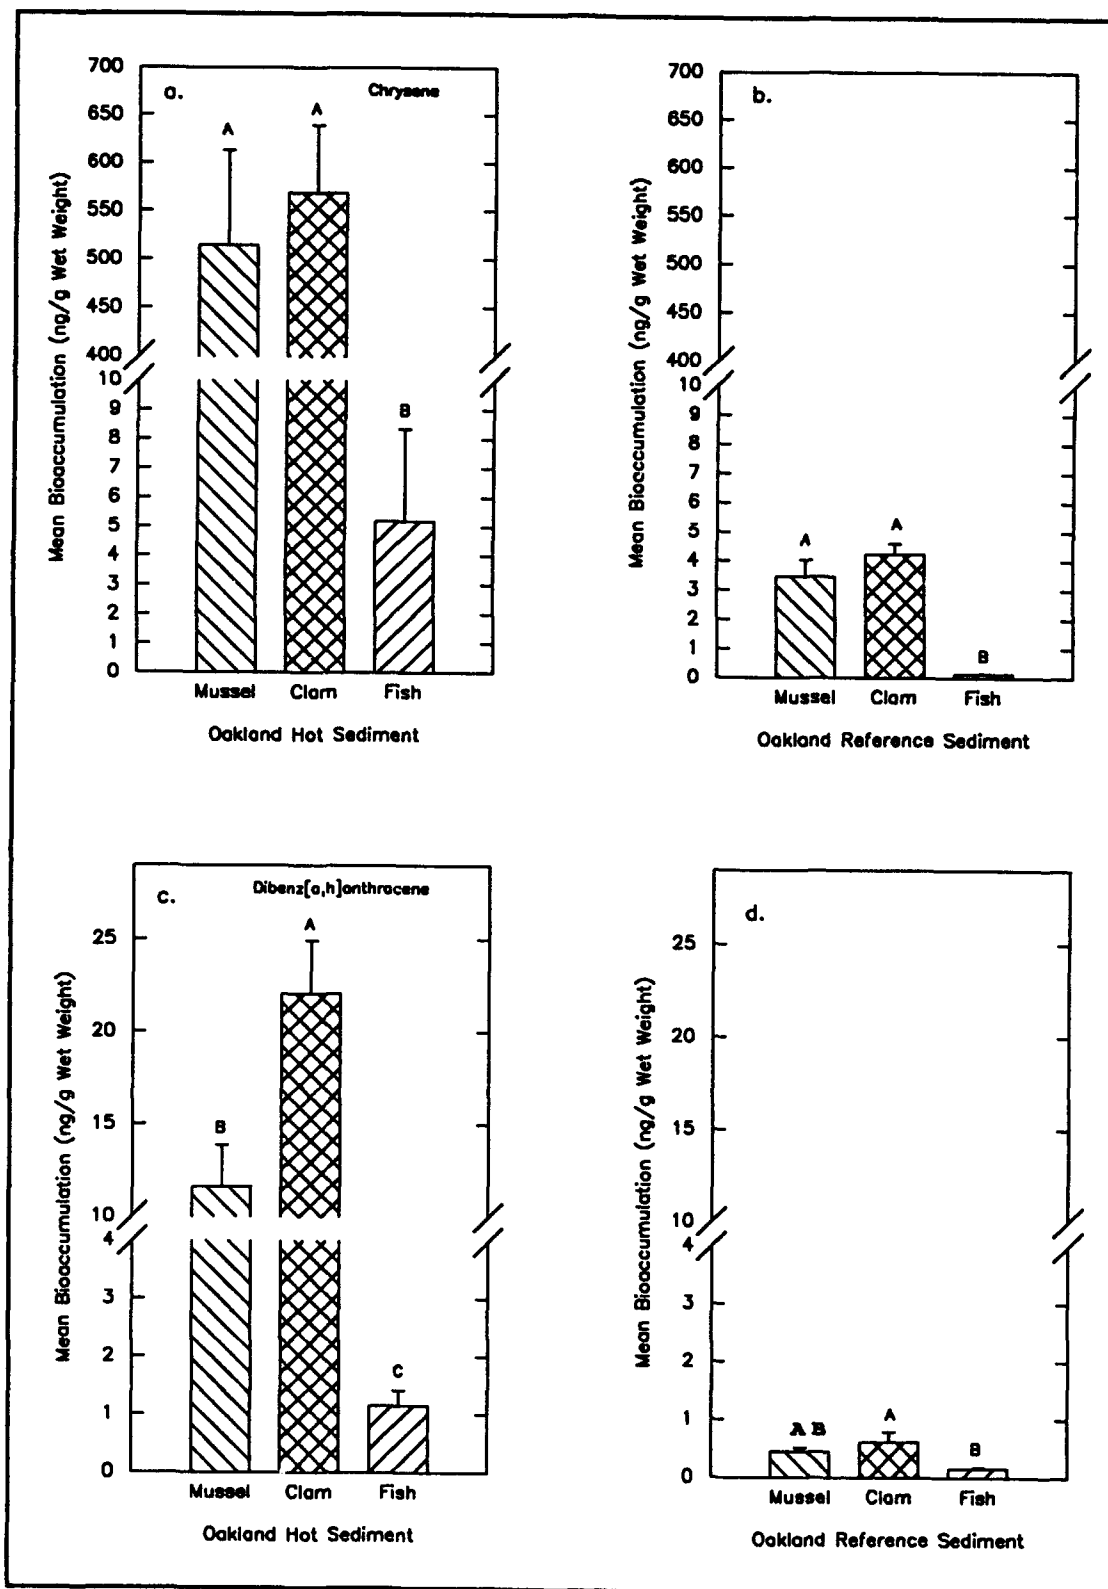 a.
Chrysene
A
A
B
700
650
600
550
500
450
400
10
9
8
7
6
5
4
3
2
1
0
Mean Bioaccumulation (ng/g Wet Weight)
Mussel Clam Fish
Oakland Hot Sediment
b.
A
A
B
700
650
600
550
500
450
400
10
9
8
7
6
5
4
3
2
1
0
Mean Bioaccumulation (ng/g Wet Weight)
Mussel Clam Fish
Oakland Reference Sediment
c.
Dibenz[a,h]anthracene
B
A
C
25
20
15
10
4
3
2
1
0
Mean Bioaccumulation (ng/g Wet Weight)
Mussel Clam Fish
Oakland Hot Sediment
d.
A B
A
B
25
20
15
10
4
3
2
1
0
Mean Bioaccumulation (ng/g Wet Weight)
Mussel Clam Fish
Oakland Reference Sediment